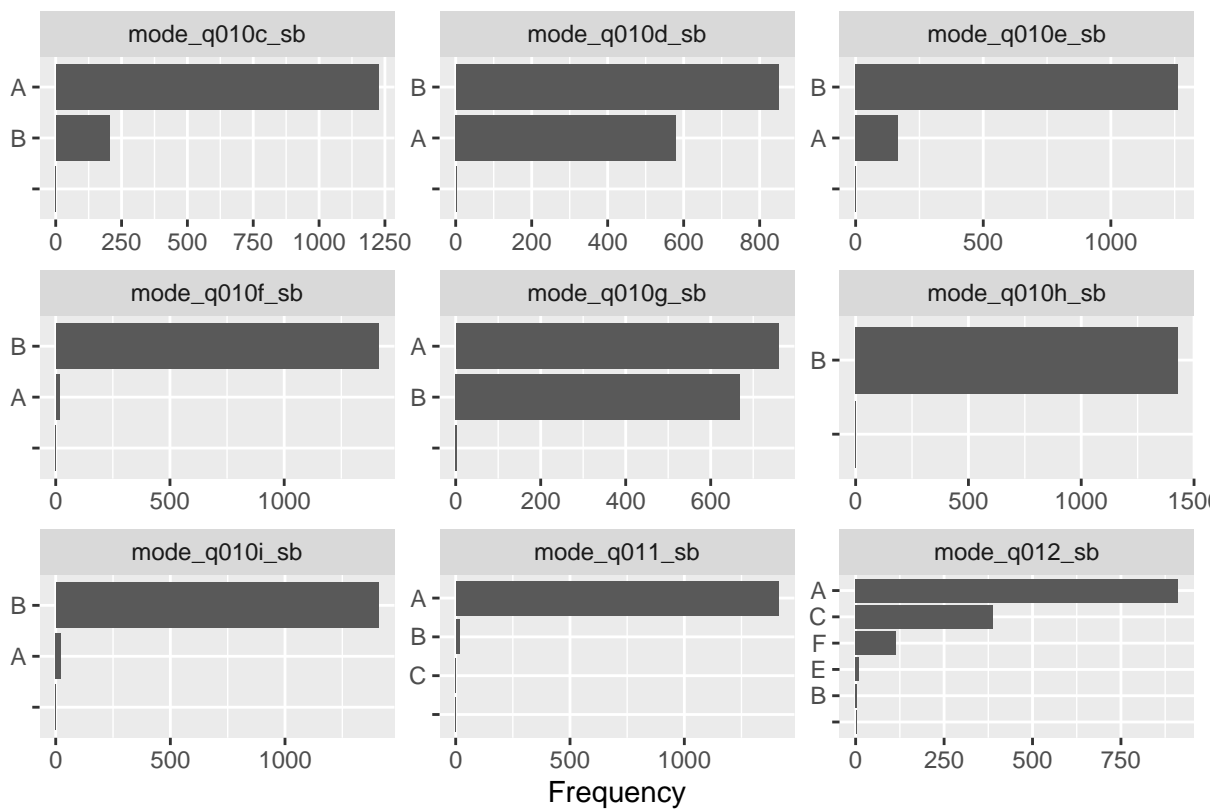 mode_q010c_sb mode_q010d_sb mode_q010e_sb
A B B
B A A
0 250 500 750 1000 1250 0 200 400 600 800 0 500 1000
mode_q010f_sb mode_q010g_sb mode_q010h_sb
B A B
A B
0 500 1000 0 200 400 600 0 500 1000 1500
mode_q010i_sb mode_q011_sb mode_q012_sb
B A A
A B C
C F
E
B
0 500 1000 0 500 1000 0 250 500 750
Frequency